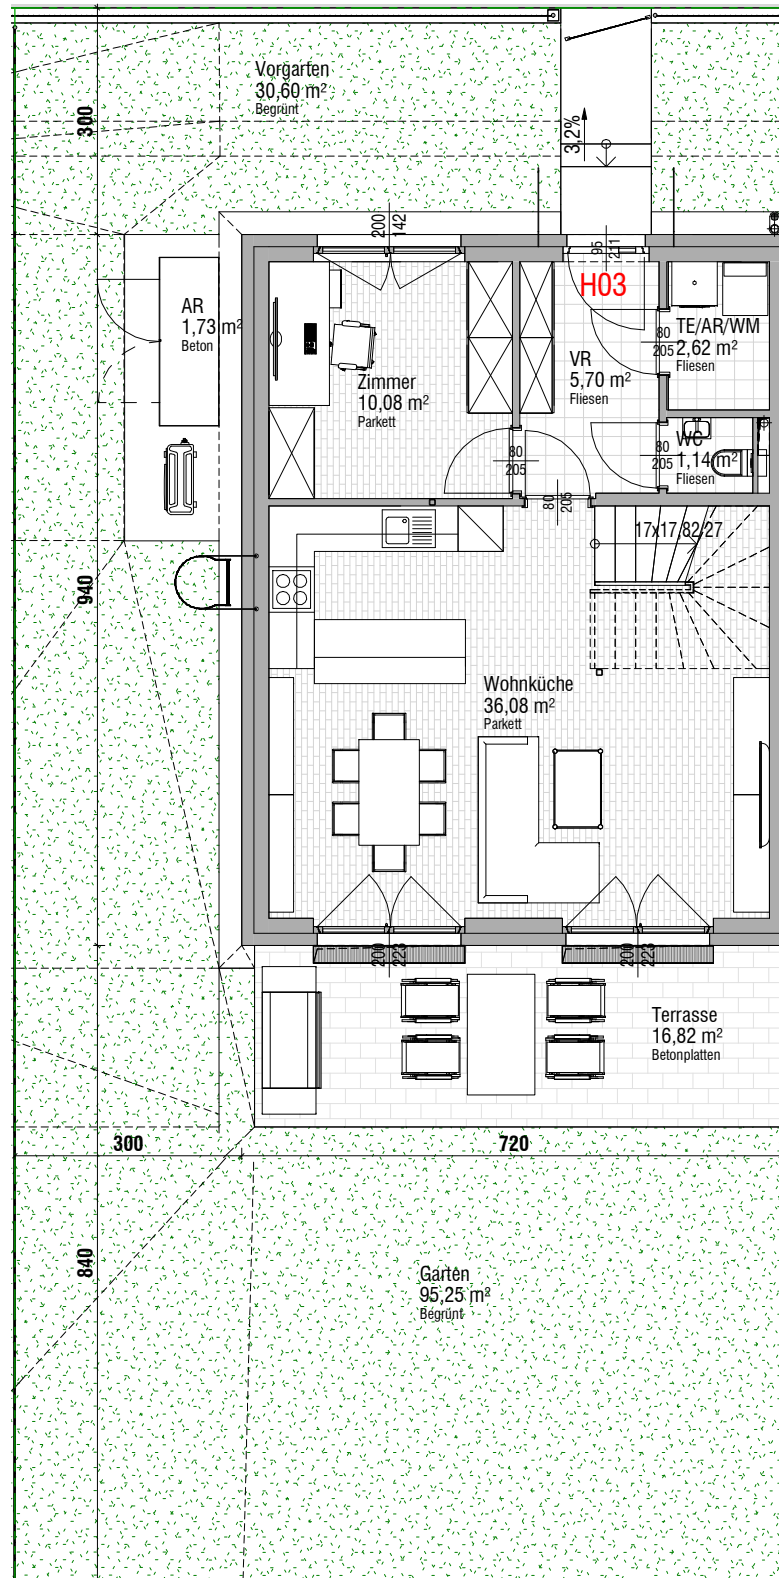 Vorgarten
30,60 m²
Begrünt
300
3,2%
200
142
95
211
H03
AR
1,73 m²
Beton
Zimmer
10,08 m²
Parkett
VR
5,70 m²
Fliesen
80
205
TE/AR/WM
2,62 m²
Fliesen
80
205
WC
1,14 m²
Fliesen
80
205
80
205
17x17,82/27
940
Wohnküche
36,08 m²
Parkett
200
223
200
223
Terrasse
16,82 m²
Betonplatten
300
720
840
Garten
95,25 m²
Begrünt